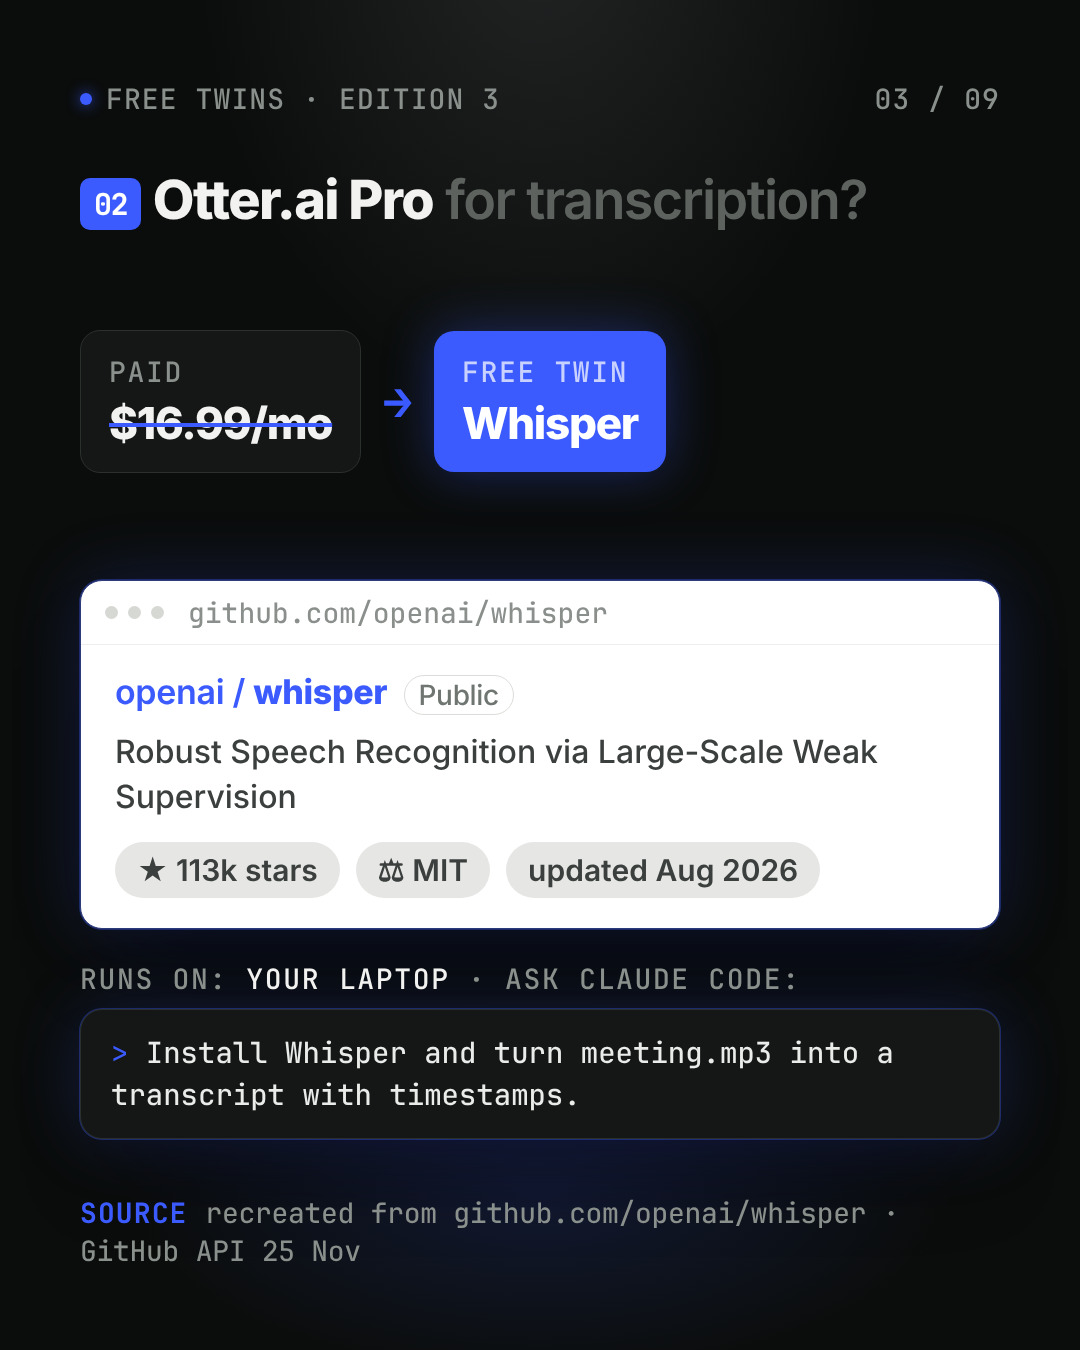 FREE TWINS · EDITION 3
03 / 09
02 Otter.ai Pro for transcription?
PAID
$16.99/mo
→
FREE TWIN
Whisper
github.com/openai/whisper
openai / whisper Public
Robust Speech Recognition via Large-Scale Weak
Supervision
★ 113k stars
⚖ MIT
updated Aug 2026
RUNS ON: YOUR LAPTOP · ASK CLAUDE CODE:
> Install Whisper and turn meeting.mp3 into a
transcript with timestamps.
SOURCE recreated from github.com/openai/whisper ·
GitHub API 25 Nov